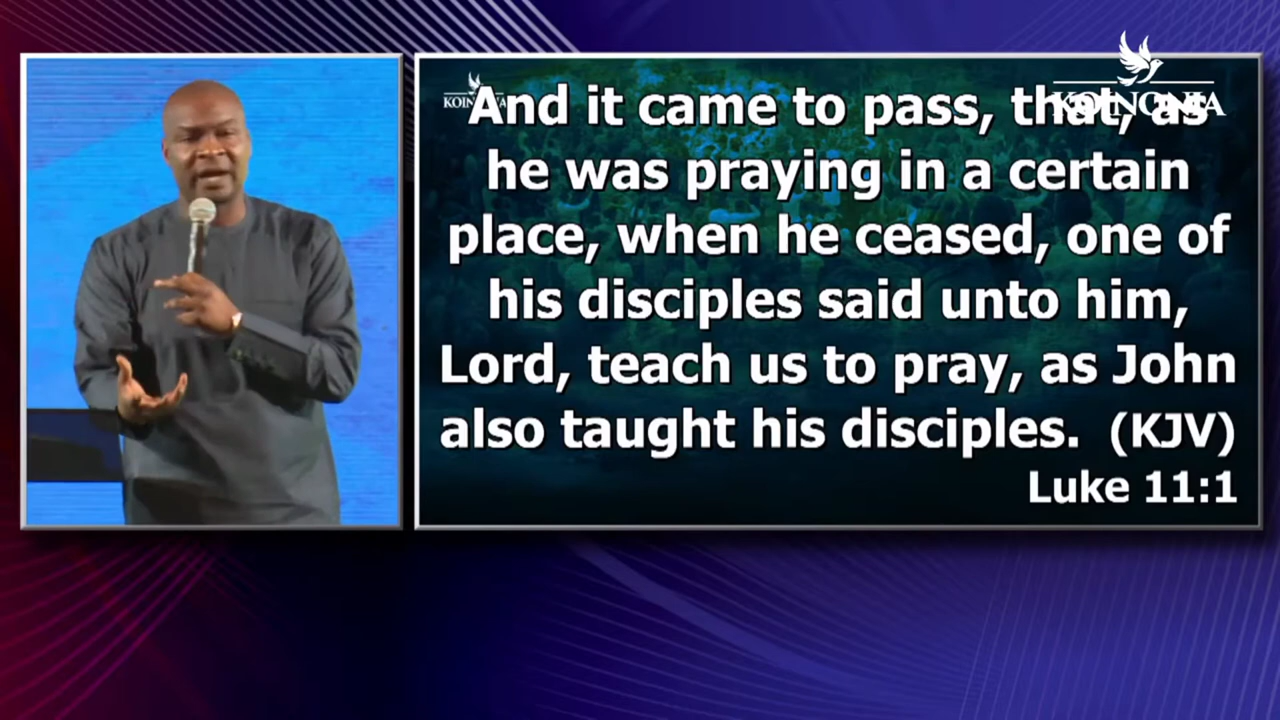 KOINONIA
KOINONIA
And it came to pass, that, as
he was praying in a certain
place, when he ceased, one of
his disciples said unto him,
Lord, teach us to pray, as John
also taught his disciples. (KJV)
Luke 11:1